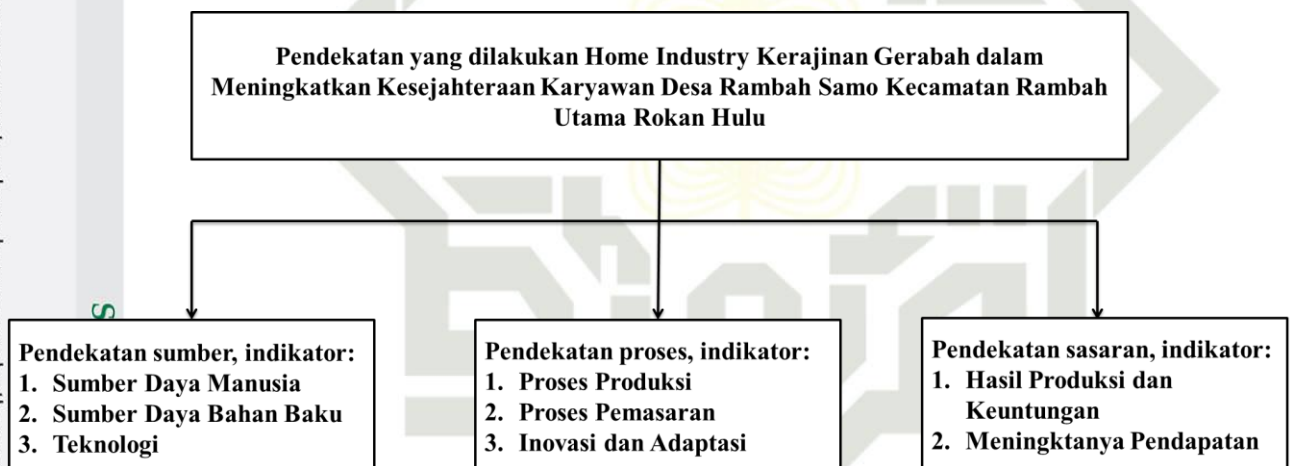 Pendekatan yang dilakukan Home Industry Kerajinan Gerabah dalam
Meningkatkan Kesejahteraan Karyawan Desa Rambah Samo Kecamatan Rambah
Utama Rokan Hulu
Pendekatan sumber, indikator:
1. Sumber Daya Manusia
2. Sumber Daya Bahan Baku
3. Teknologi
Pendekatan proses, indikator:
1. Proses Produksi
2. Proses Pemasaran
3. Inovasi dan Adaptasi
Pendekatan sasaran, indikator:
1. Hasil Produksi dan
Keuntungan
2. Meningktanya Pendapatan
S